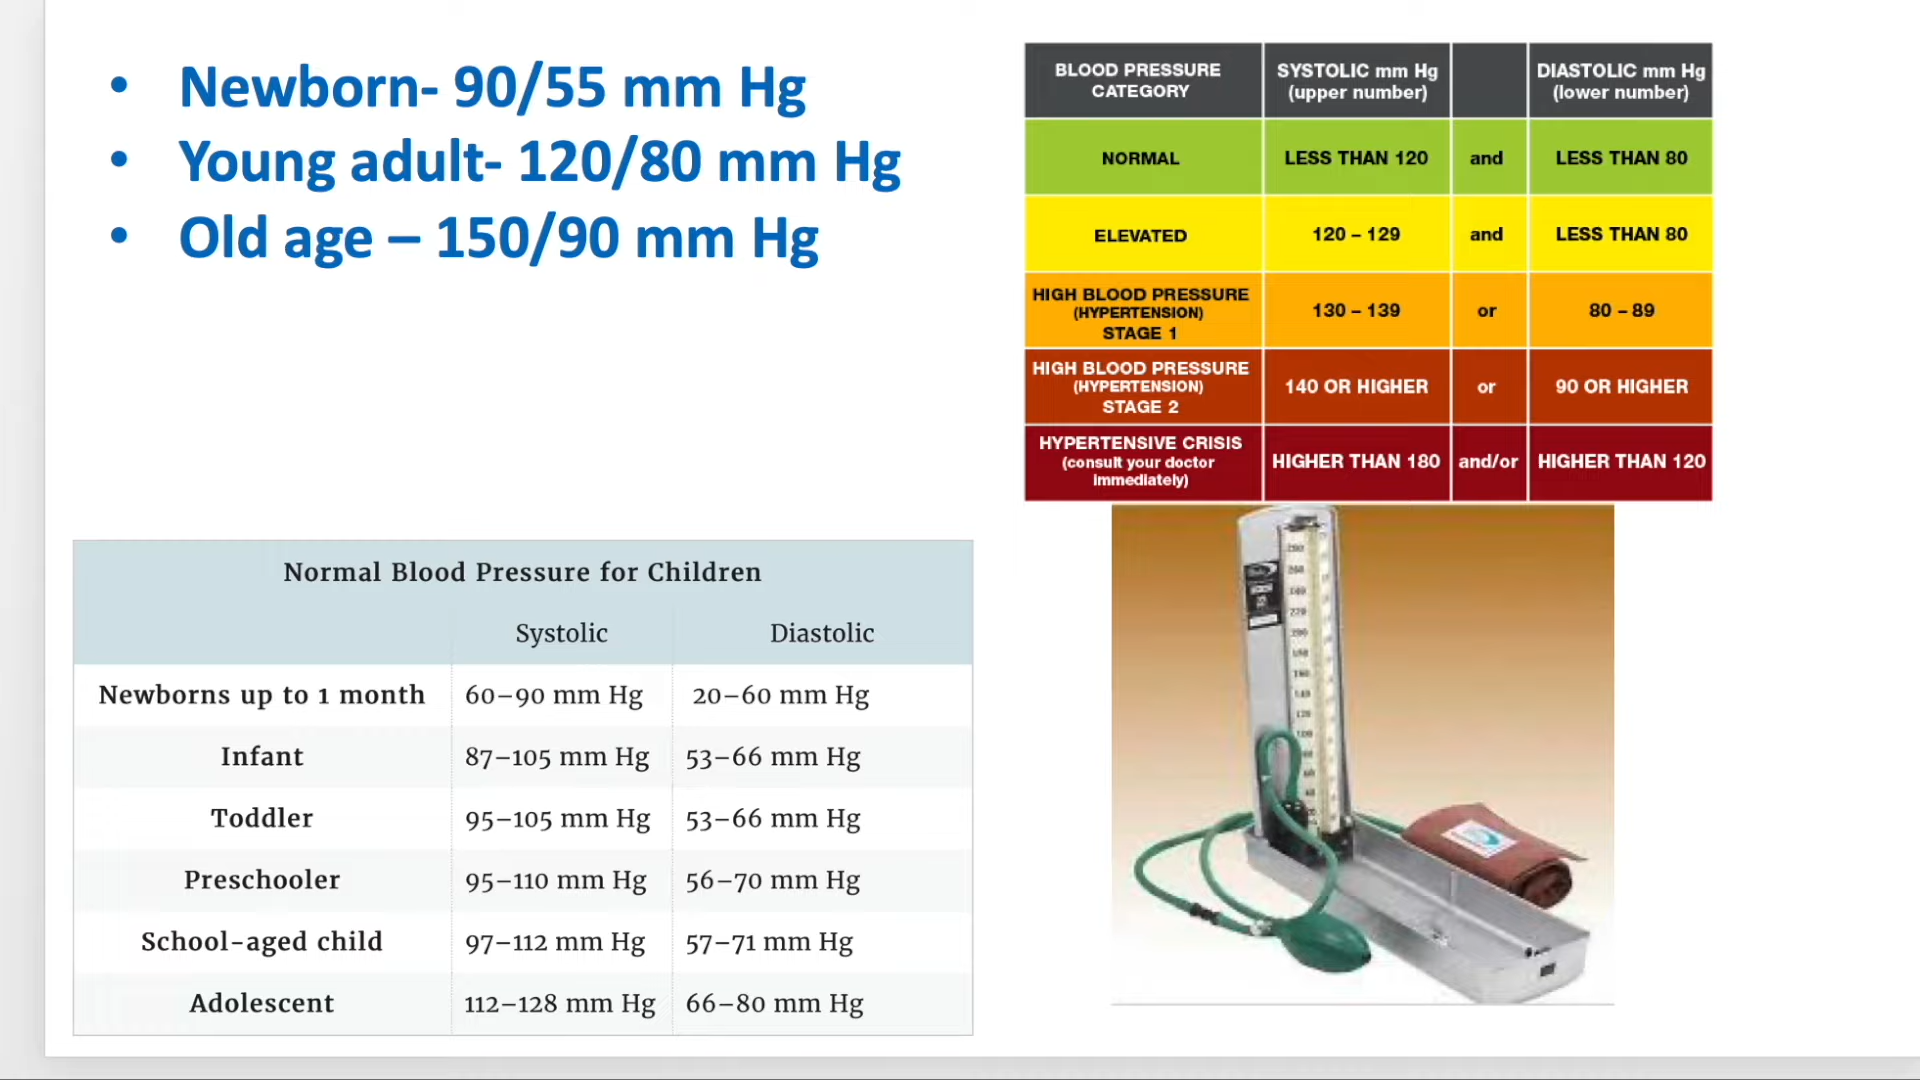 • Newborn- 90/55 mm Hg
• Young adult- 120/80 mm Hg
• Old age – 150/90 mm Hg
BLOOD PRESSURE CATEGORY SYSTOLIC mm Hg (upper number) DIASTOLIC mm Hg (lower number)
NORMAL LESS THAN 120 and LESS THAN 80
ELEVATED 120 – 129 and LESS THAN 80
HIGH BLOOD PRESSURE (HYPERTENSION) STAGE 1 130 – 139 or 80 – 89
HIGH BLOOD PRESSURE (HYPERTENSION) STAGE 2 140 OR HIGHER or 90 OR HIGHER
HYPERTENSIVE CRISIS (consult your doctor immediately) HIGHER THAN 180 and/or HIGHER THAN 120
Normal Blood Pressure for Children
Systolic Diastolic
Newborns up to 1 month 60–90 mm Hg 20–60 mm Hg
Infant 87–105 mm Hg 53–66 mm Hg
Toddler 95–105 mm Hg 53–66 mm Hg
Preschooler 95–110 mm Hg 56–70 mm Hg
School-aged child 97–112 mm Hg 57–71 mm Hg
Adolescent 112–128 mm Hg 66–80 mm Hg